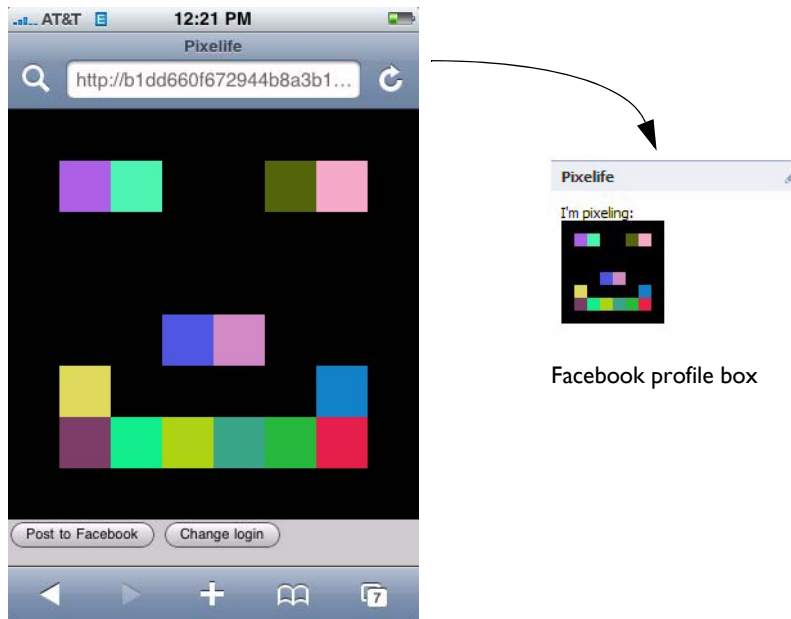 AT&T E 12:21 PM
Pixelife
http://b1dd660f672944b8a3b1...
Post to Facebook Change login
7
Pixelife
I'm pixeling:
Facebook profile box